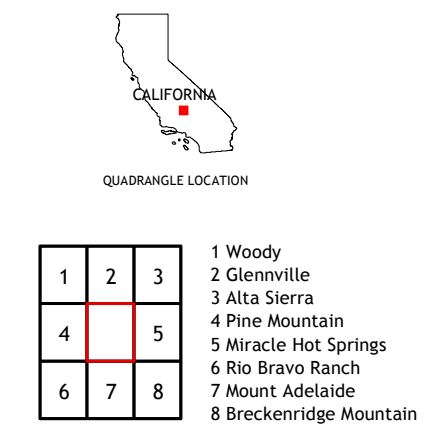 CALIFORNIA
QUADRANGLE LOCATION
1 2 3
4 5
6 7 8
1 Woody
2 Glennville
3 Alta Sierra
4 Pine Mountain
5 Miracle Hot Springs
6 Rio Bravo Ranch
7 Mount Adelaide
8 Breckenridge Mountain